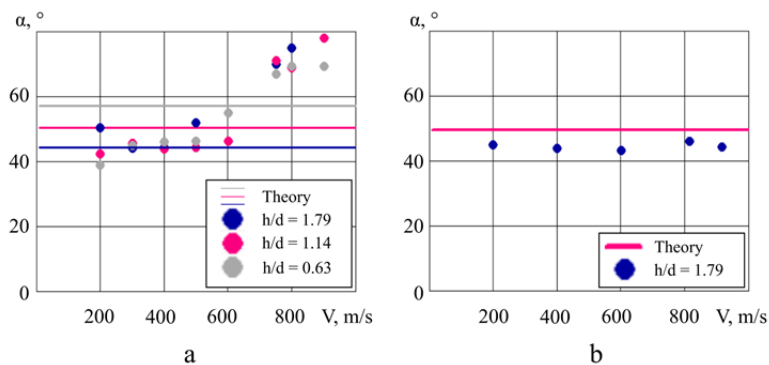 α, °
60
40
20
0
200 400 600 800 V, m/s
Theory
h/d = 1.79
h/d = 1.14
h/d = 0.63
a
α, °
60
40
20
0
200 400 600 800 V, m/s
Theory
h/d = 1.79
b